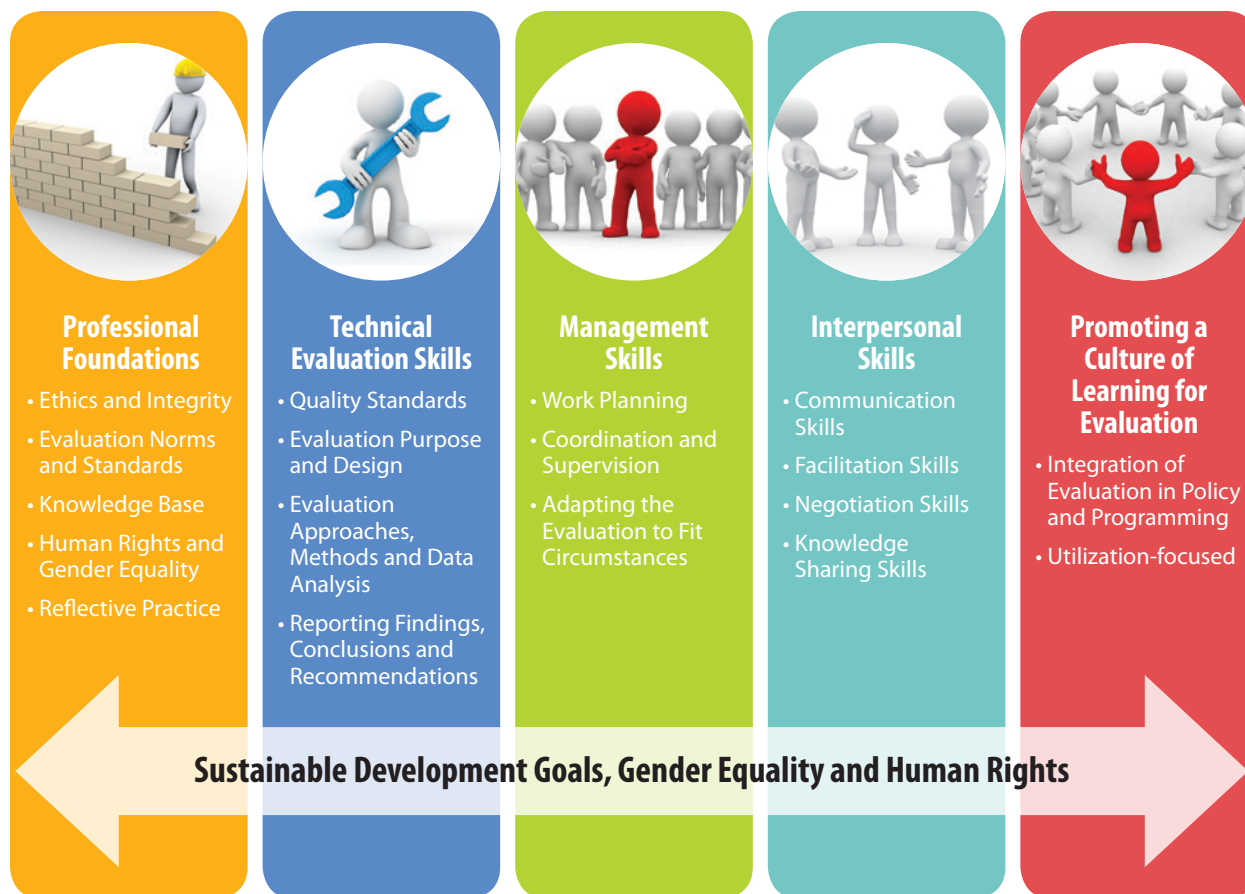 Professional
Foundations
• Ethics and Integrity
• Evaluation Norms
and Standards
• Knowledge Base
• Human Rights and
Gender Equality
• Reflective Practice
Technical
Evaluation Skills
• Quality Standards
• Evaluation Purpose
and Design
• Evaluation
Approaches,
Methods and Data
Analysis
• Reporting Findings,
Conclusions and
Recommendations
Management
Skills
• Work Planning
• Coordination and
Supervision
• Adapting the
Evaluation to Fit
Circumstances
Interpersonal
Skills
• Communication
Skills
• Facilitation Skills
• Negotiation Skills
• Knowledge
Sharing Skills
Promoting a
Culture of
Learning for
Evaluation
• Integration of
Evaluation in Policy
and Programming
• Utilization-focused
Sustainable Development Goals, Gender Equality and Human Rights